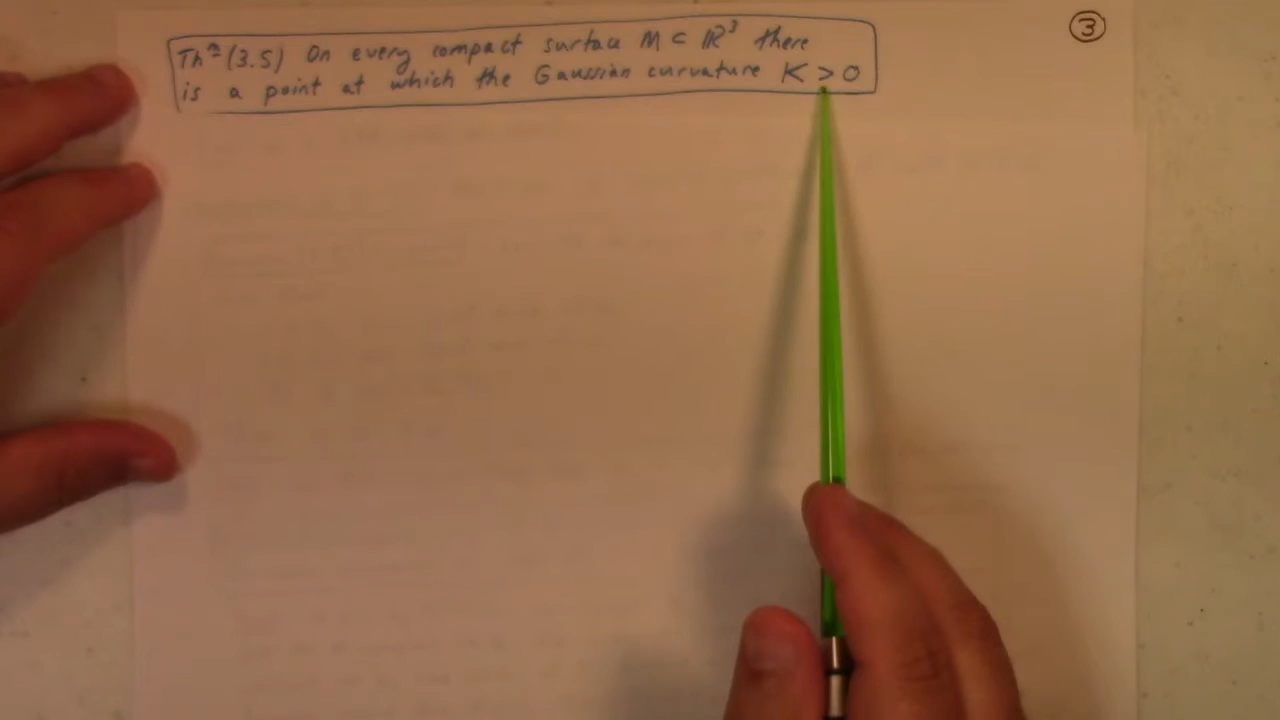 Thm (3.5) On every compact surface M ⊂ ℝ³ there
is a point at which the Gaussian curvature K > 0
③